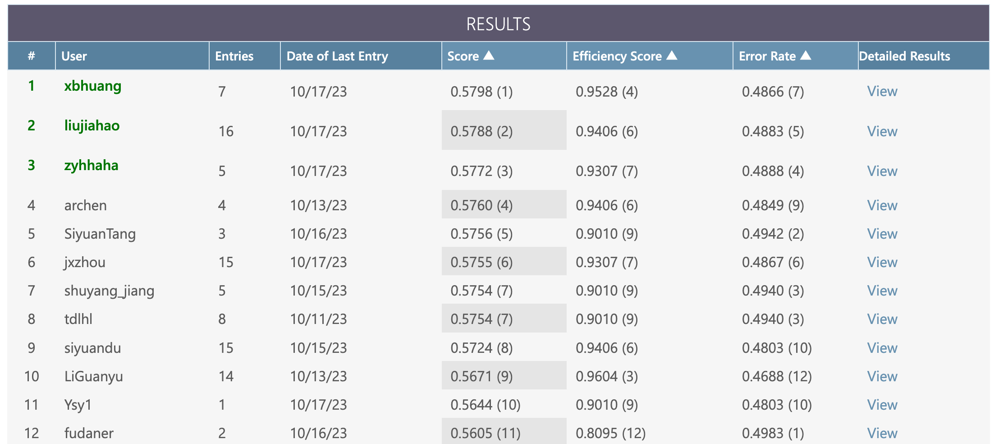 RESULTS
# User Entries Date of Last Entry Score ▲ Efficiency Score ▲ Error Rate ▲ Detailed Results
1 xbhuang 7 10/17/23 0.5798 (1) 0.9528 (4) 0.4866 (7) View
2 liujiahao 16 10/17/23 0.5788 (2) 0.9406 (6) 0.4883 (5) View
3 zyhhaha 5 10/17/23 0.5772 (3) 0.9307 (7) 0.4888 (4) View
4 archen 4 10/13/23 0.5760 (4) 0.9406 (6) 0.4849 (9) View
5 SiyuanTang 3 10/16/23 0.5756 (5) 0.9010 (9) 0.4942 (2) View
6 jxzhou 15 10/17/23 0.5755 (6) 0.9307 (7) 0.4867 (6) View
7 shuyang_jiang 5 10/15/23 0.5754 (7) 0.9010 (9) 0.4940 (3) View
8 tdlhl 8 10/11/23 0.5754 (7) 0.9010 (9) 0.4940 (3) View
9 siyuandu 15 10/15/23 0.5724 (8) 0.9406 (6) 0.4803 (10) View
10 LiGuanyu 14 10/13/23 0.5671 (9) 0.9604 (3) 0.4688 (12) View
11 Ysy1 1 10/17/23 0.5644 (10) 0.9010 (9) 0.4803 (10) View
12 fudaner 2 10/16/23 0.5605 (11) 0.8095 (12) 0.4983 (1) View